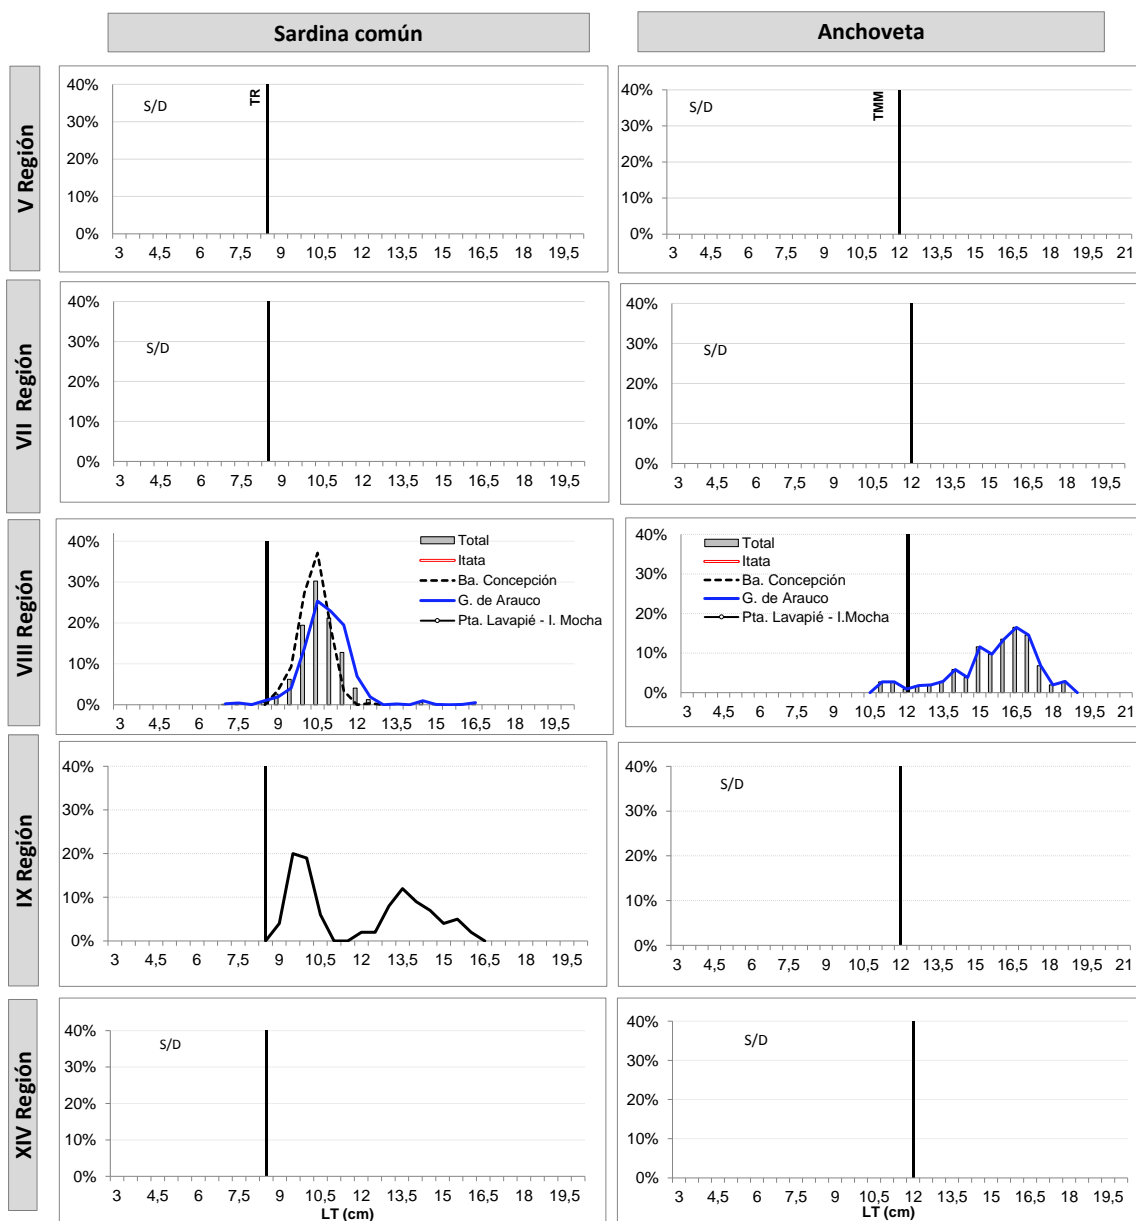 Sardina común
Anchoveta
V Región
40%
30%
20%
10%
0%
S/D
TR
3 4,5 6 7,5 9 10,5 12 13,5 15 16,5 18 19,5
40%
30%
20%
10%
0%
S/D
TMM
3 4,5 6 7,5 9 10,5 12 13,5 15 16,5 18 19,5 21
VII Región
40%
30%
20%
10%
0%
S/D
3 4,5 6 7,5 9 10,5 12 13,5 15 16,5 18 19,5
40%
30%
20%
10%
0%
S/D
3 4,5 6 7,5 9 10,5 12 13,5 15 16,5 18 19,5
VIII Región
40%
30%
20%
10%
0%
Total
Itata
Ba. Concepción
G. de Arauco
Pta. Lavapié - I. Mocha
3 4,5 6 7,5 9 10,5 12 13,5 15 16,5 18 19,5
40%
30%
20%
10%
0%
Total
Itata
Ba. Concepción
G. de Arauco
Pta. Lavapié - I.Mocha
3 4,5 6 7,5 9 10,5 12 13,5 15 16,5 18 19,5 21
IX Región
40%
30%
20%
10%
0%
3 4,5 6 7,5 9 10,5 12 13,5 15 16,5 18 19,5
40%
30%
20%
10%
0%
S/D
3 4,5 6 7,5 9 10,5 12 13,5 15 16,5 18 19,5 21
XIV Región
40%
30%
20%
10%
0%
S/D
3 4,5 6 7,5 9 10,5 12 13,5 15 16,5 18 19,5
LT (cm)
40%
30%
20%
10%
0%
S/D
3 4,5 6 7,5 9 10,5 12 13,5 15 16,5 18 19,5
LT (cm)